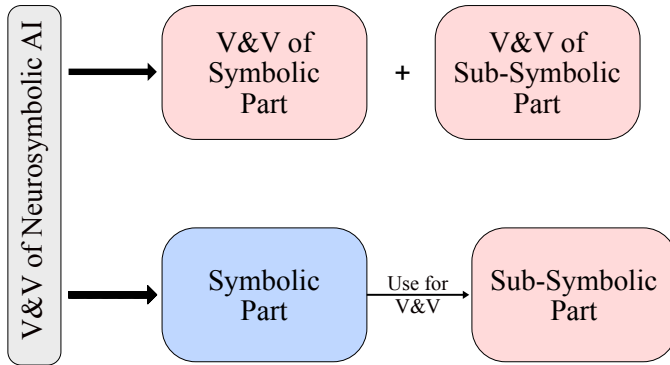 V&V of Neurosymbolic AI
V&V of
Symbolic
Part
+
V&V of
Sub-Symbolic
Part
Symbolic
Part
Use for
V&V
Sub-Symbolic
Part